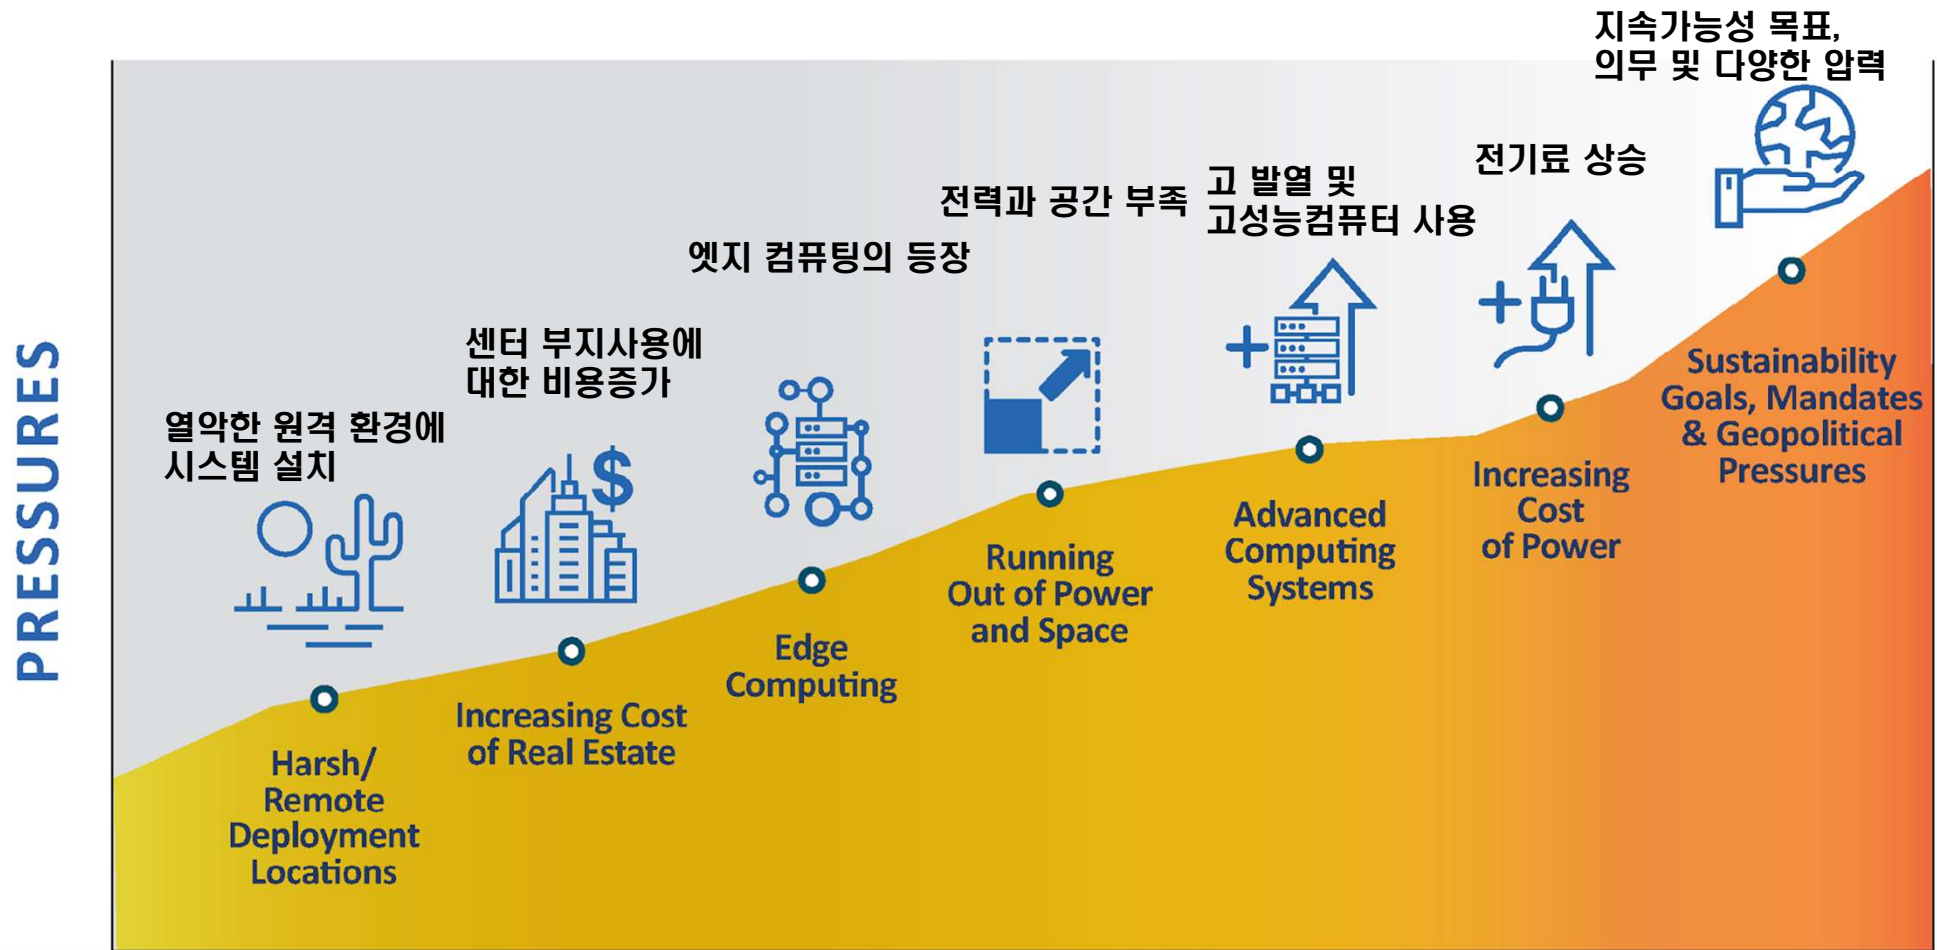 PRESSURES
열악한 원격 환경에
시스템 설치
Harsh/
Remote
Deployment
Locations
센터 부지사용에
대한 비용증가
$
Increasing Cost
of Real Estate
엣지 컴퓨팅의 등장
Edge
Computing
전력과 공간 부족
Running
Out of Power
and Space
고 발열 및
고성능컴퓨터 사용
Advanced
Computing
Systems
전기료 상승
Increasing
Cost
of Power
지속가능성 목표,
의무 및 다양한 압력
Sustainability
Goals, Mandates
& Geopolitical
Pressures